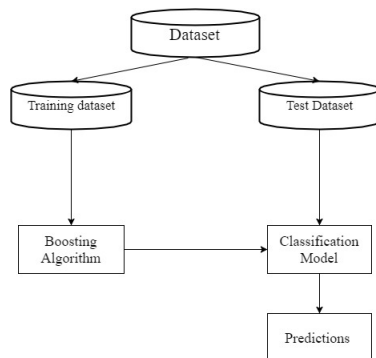 Dataset
Training dataset
Test Dataset
Boosting
Algorithm
Classification
Model
Predictions